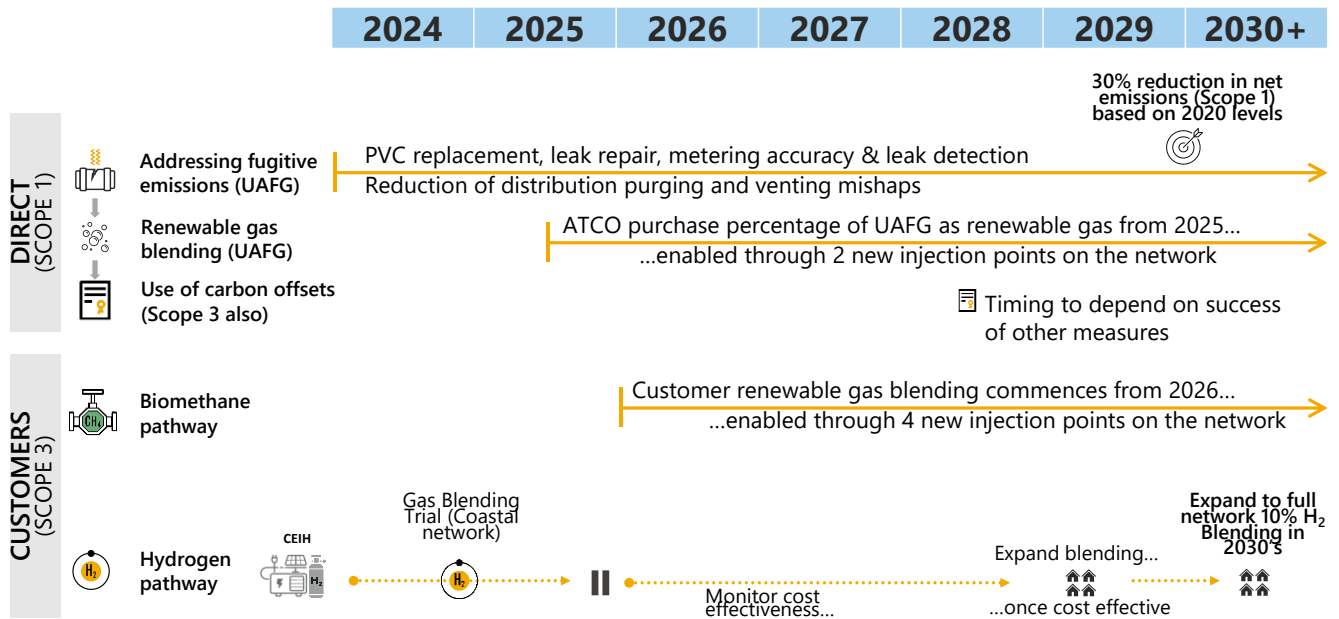 2024 2025 2026 2027 2028 2029 2030+
30% reduction in net
emissions (Scope 1)
based on 2020 levels
DIRECT
(SCOPE 1)
Addressing fugitive
emissions (UAFG)
PVC replacement, leak repair, metering accuracy & leak detection
Reduction of distribution purging and venting mishaps
Renewable gas
blending (UAFG)
ATCO purchase percentage of UAFG as renewable gas from 2025...
...enabled through 2 new injection points on the network
Use of carbon offsets
(Scope 3 also)
Timing to depend on success
of other measures
CUSTOMERS
(SCOPE 3)
CH₄
Biomethane
pathway
Customer renewable gas blending commences from 2026...
...enabled through 4 new injection points on the network
H₂
Hydrogen
pathway
CEIH
H₂
Gas Blending
Trial (Coastal
network)
H₂
Monitor cost
effectiveness...
Expand blending...
...once cost effective
Expand to full
network 10% H₂
Blending in
2030's